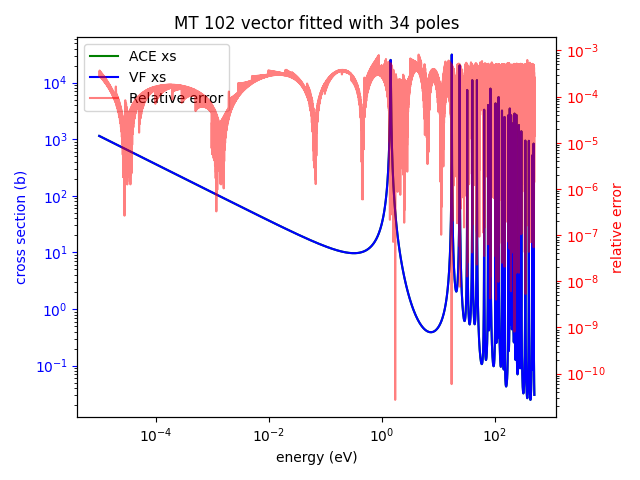 MT 102 vector fitted with 34 poles
ACE xs
VF xs
Relative error
cross section (b)
10⁴
10³
10²
10¹
10⁰
10⁻¹
10⁻³
10⁻⁴
10⁻⁵
10⁻⁶
10⁻⁷
10⁻⁸
10⁻⁹
10⁻¹⁰
relative error
10⁻⁴ 10⁻² 10⁰ 10²
energy (eV)